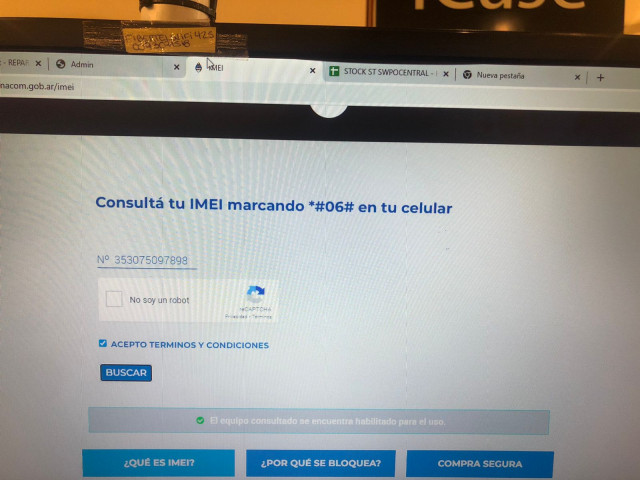 REPA
Admin
IMEI
STOCK ST SWPOCENTRAL -
Nueva pestaña
nacom.gob.ar/imei
Consultá tu IMEI marcando *#06# en tu celular
Nº 353075097898
No soy un robot
reCAPTCHA
Privacidad - Términos
ACEPTO TERMINOS Y CONDICIONES
BUSCAR
El equipo consultado se encuentra habilitado para el uso.
¿QUÉ ES IMEI?
¿POR QUÉ SE BLOQUEA?
COMPRA SEGURA